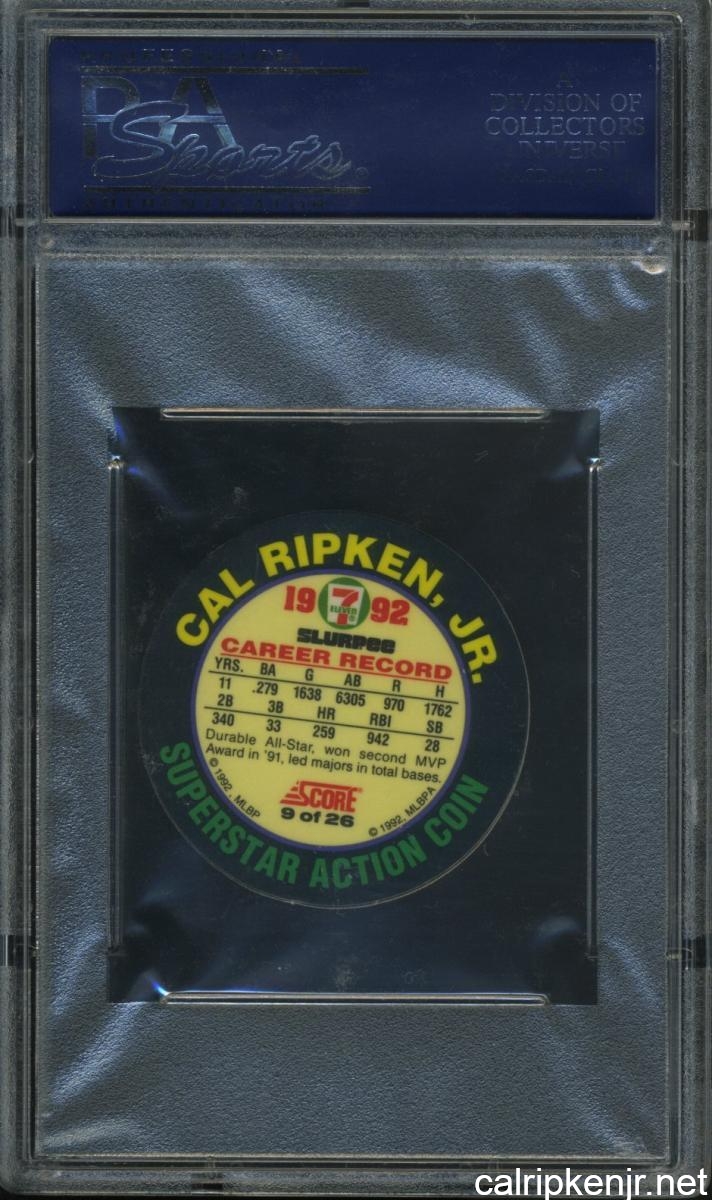 PSA
Sports®
A
DIVISION OF
COLLECTORS
UNIVERSE
CAL RIPKEN, JR.
19 7 ELEVEN ® 92
SLURPEE
CAREER RECORD
YRS. BA G AB R H
11 .279 1638 6305 970 1762
2B 3B HR RBI SB
340 33 259 942 28
Durable All-Star, won second MVP
Award in '91, led majors in total bases.
© 1992, MLBP
SCORE®
9 of 26
© 1992, MLBPA
SUPERSTAR ACTION COIN
calripkenjr.net